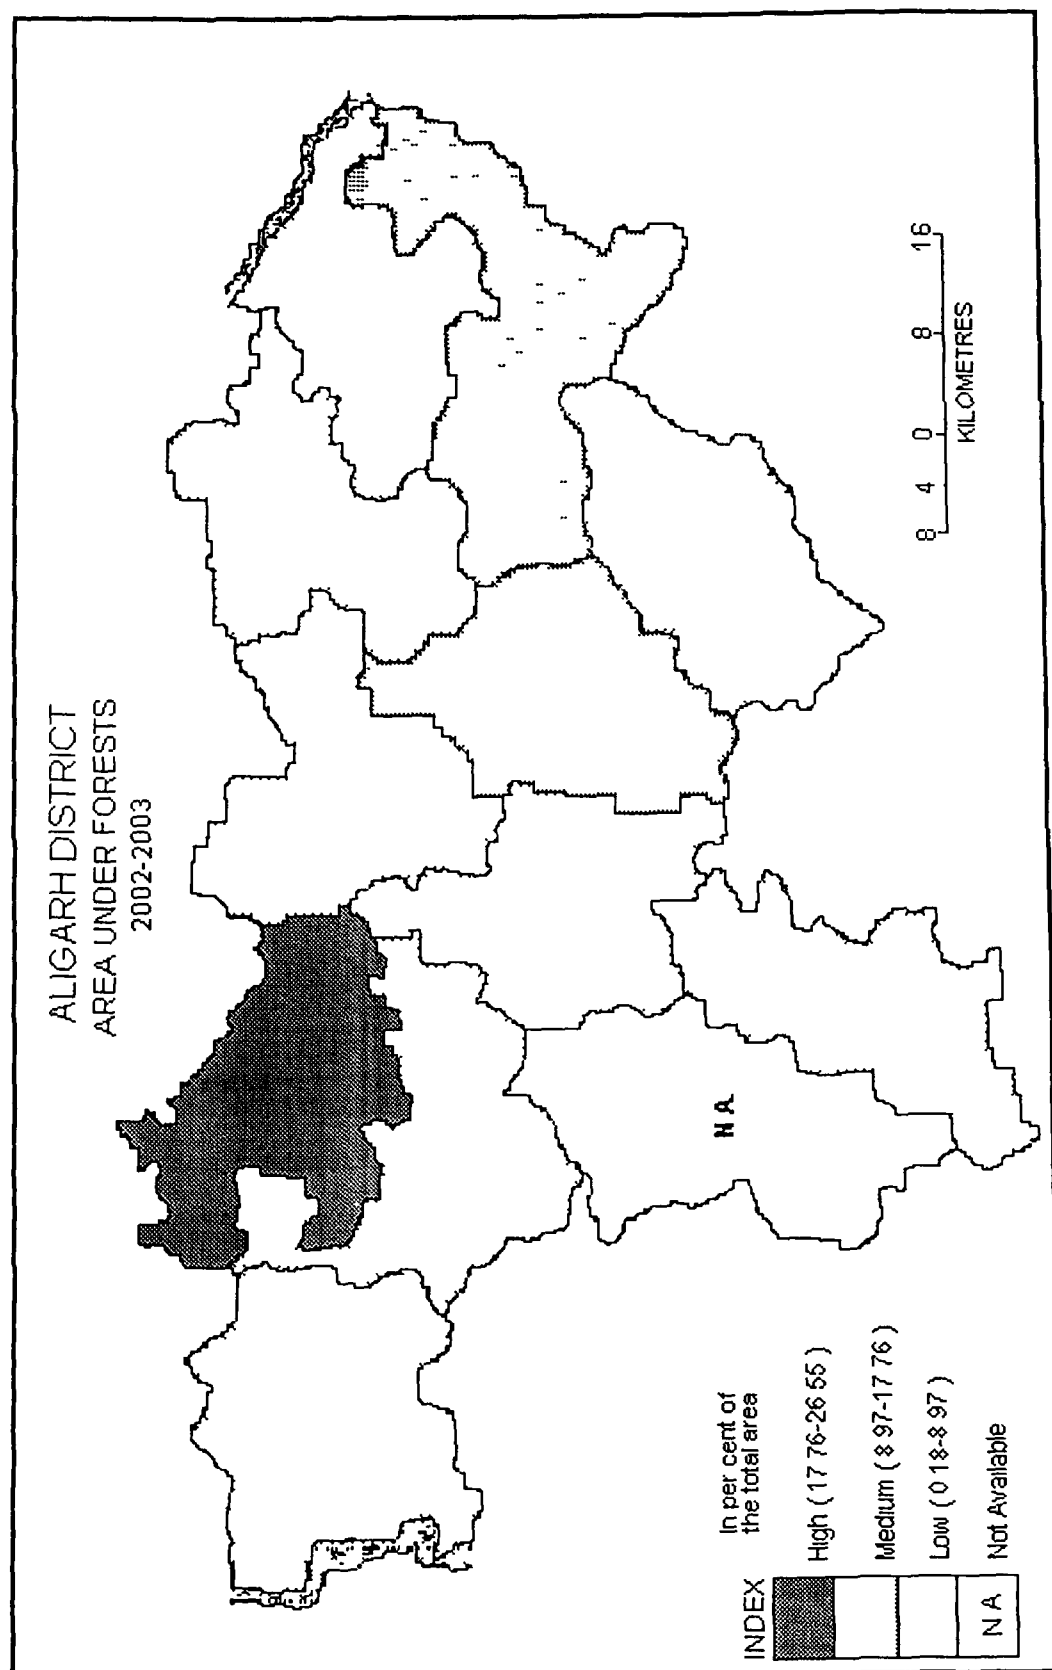 ALIGARH DISTRICT
AREA UNDER FORESTS
2002-2003
N A
INDEX
In per cent of
the total area
High ( 17 76-26 55 )
Medium ( 8 97-17 76 )
Low ( 0 18-8 97 )
N A Not Available
8 4 0 8 16
KILOMETRES